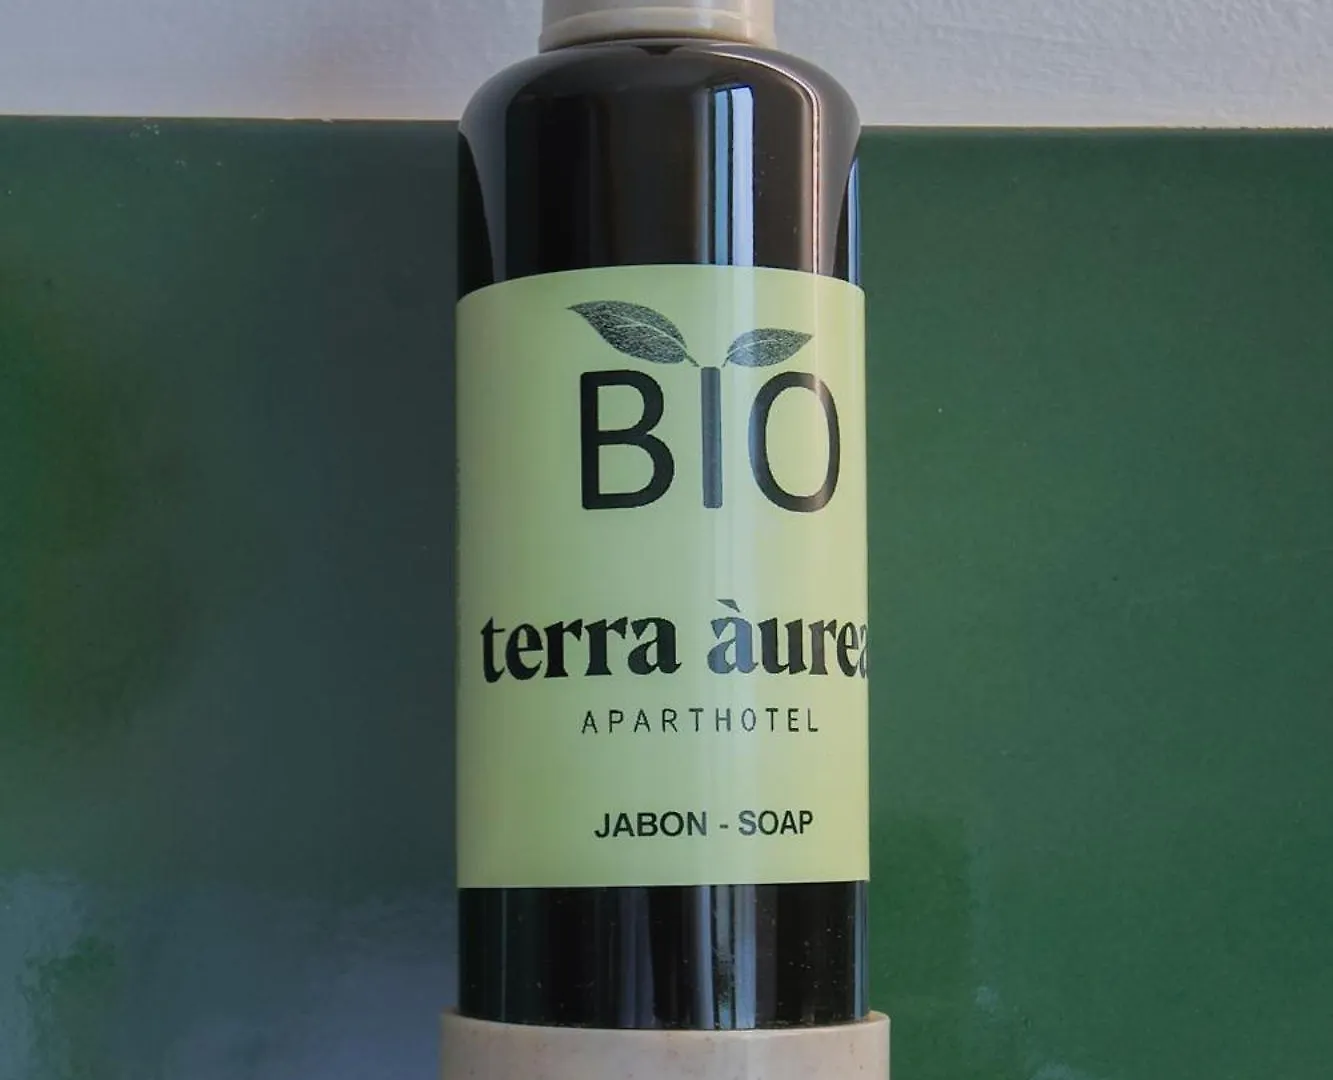 BIO
terra àurea
APARTHOTEL
JABON - SOAP